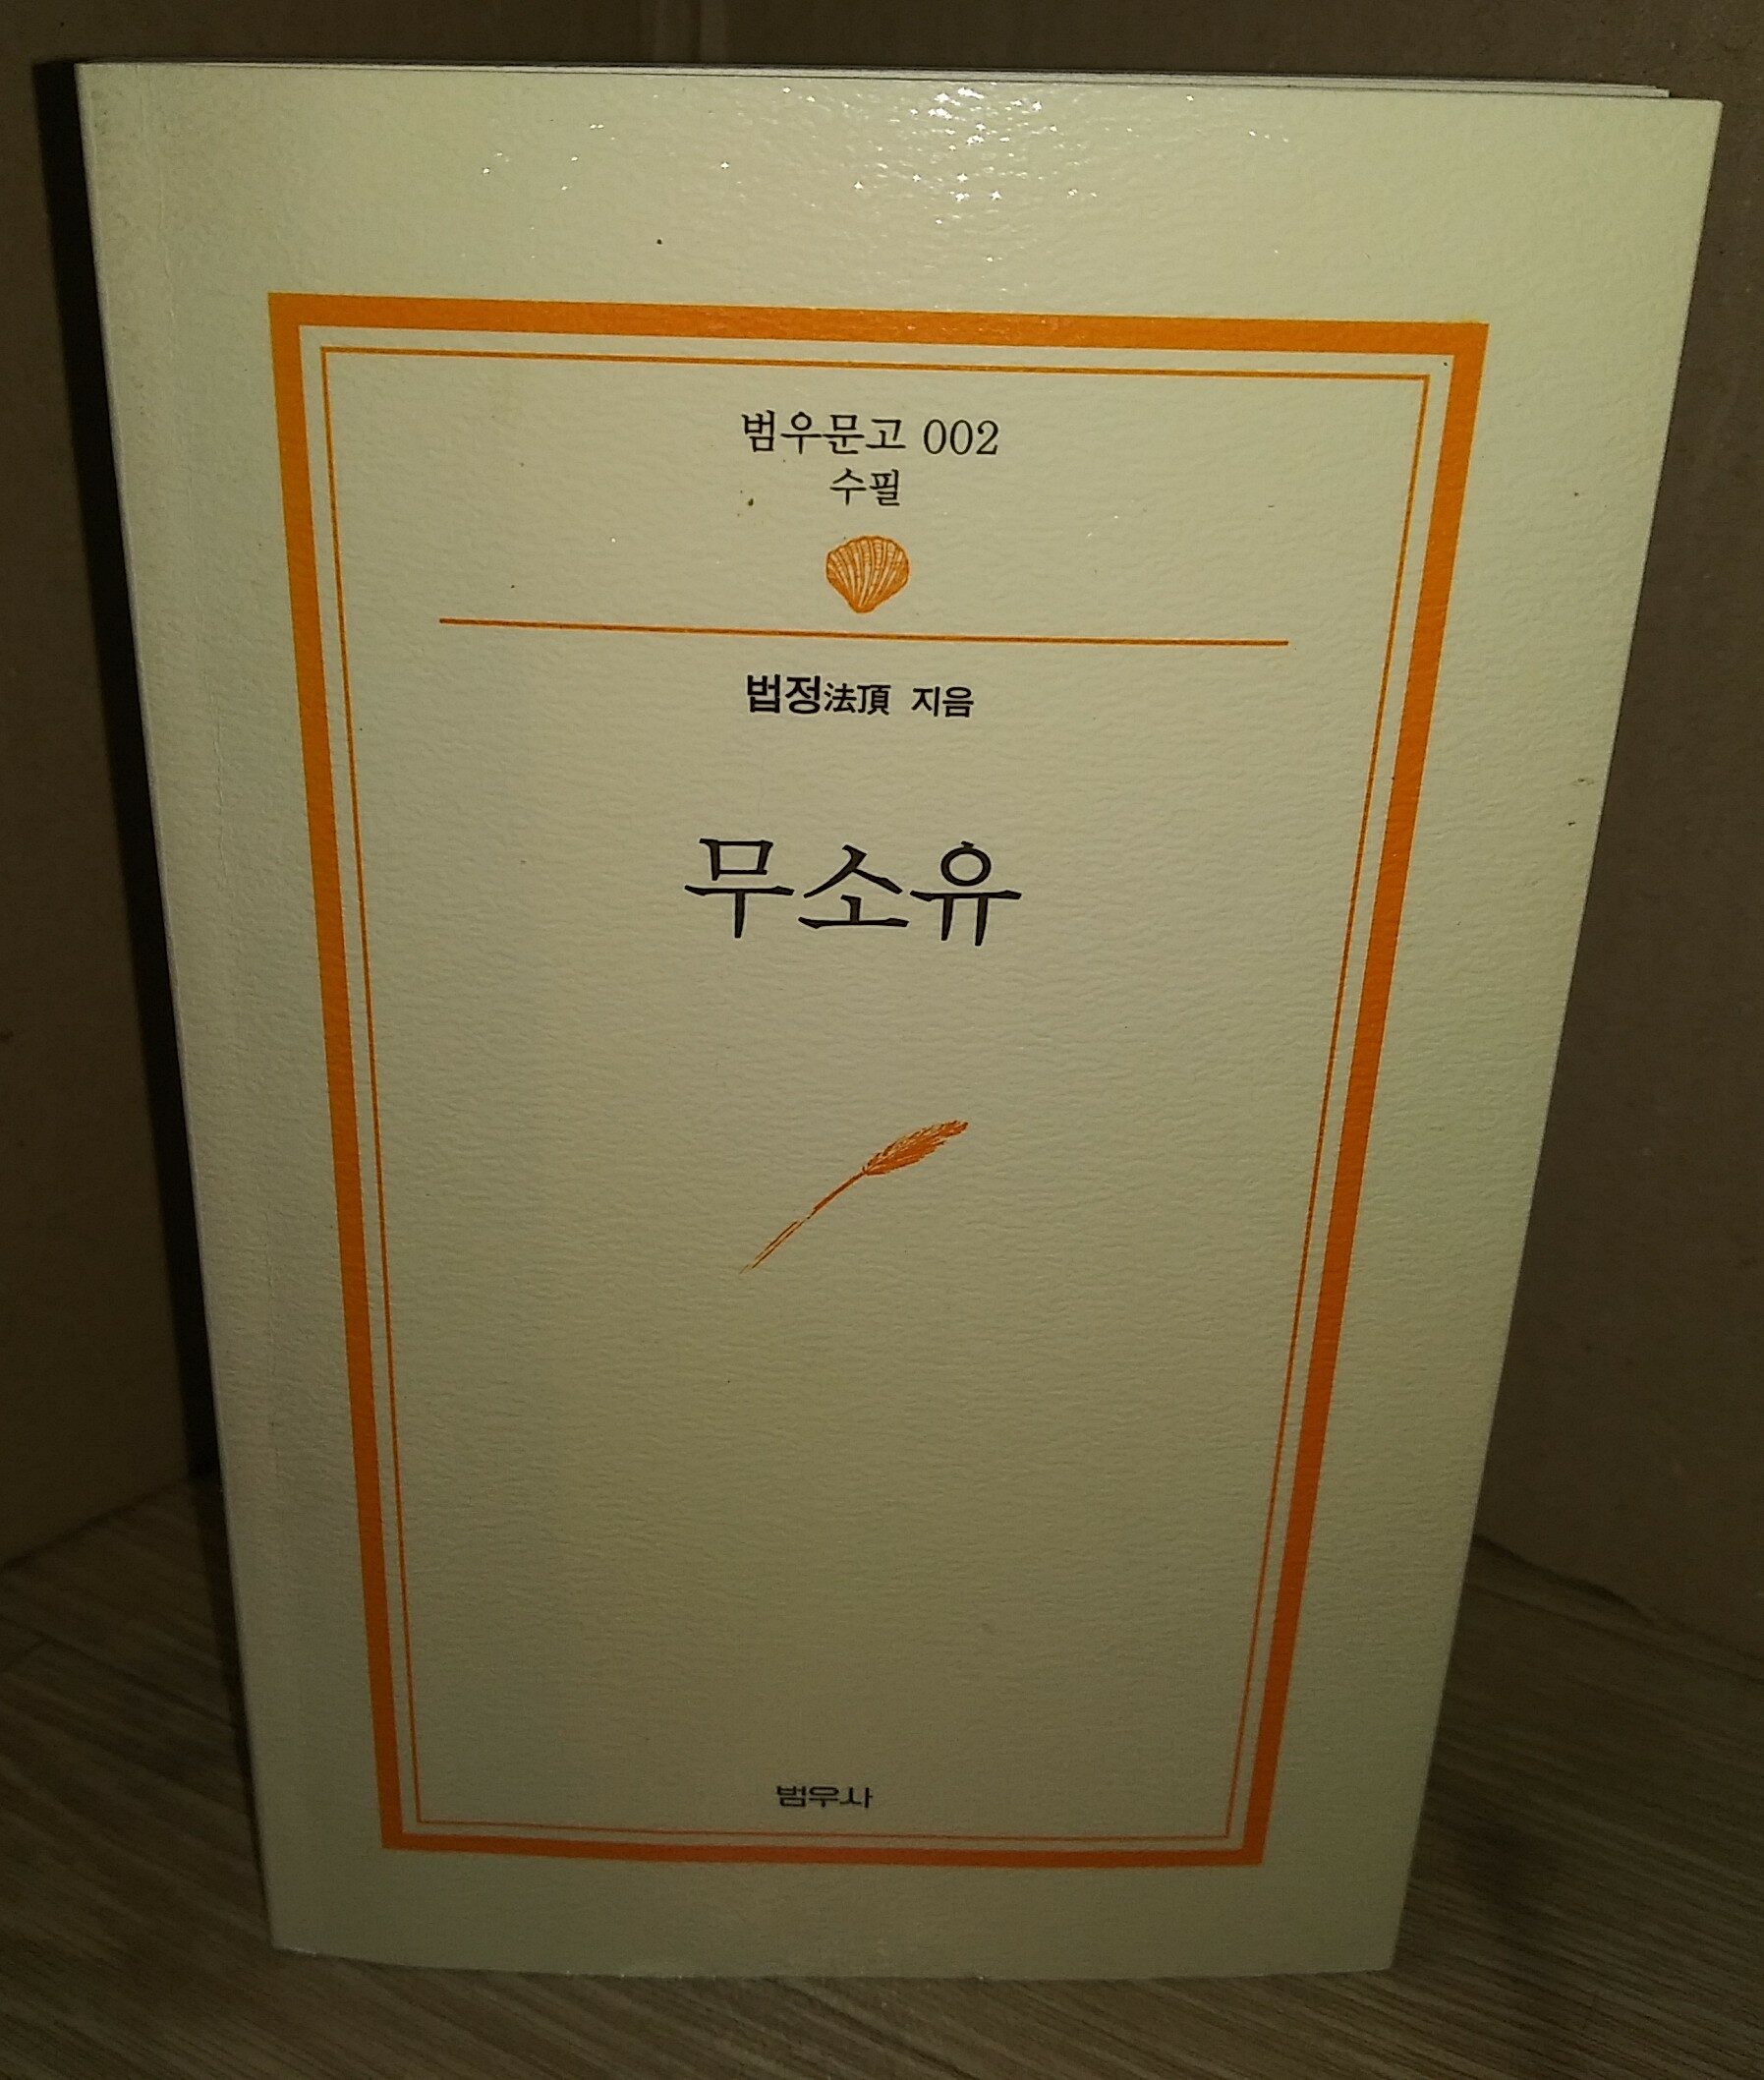 범우문고 002
수필
법정法頂 지음
무소유
범우사